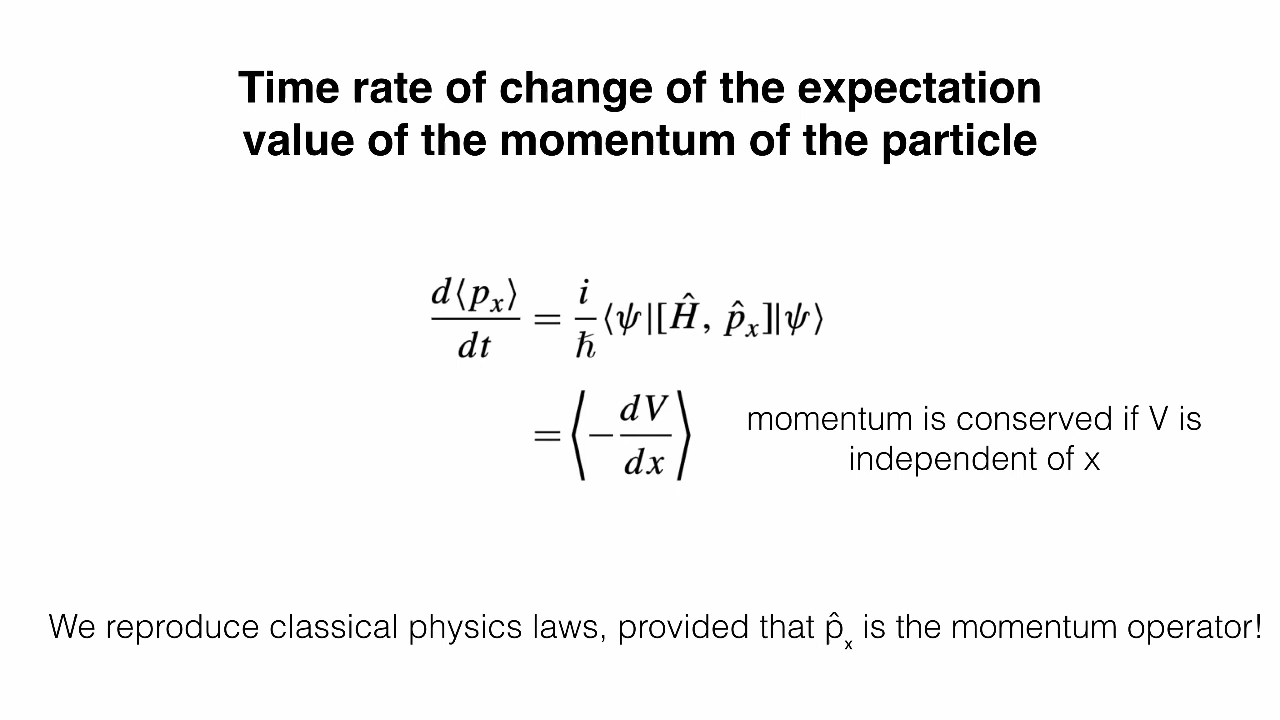 Time rate of change of the expectation
value of the momentum of the particle
d⟨pₓ⟩/dt = i/ħ ⟨ψ|[Ĥ, p̂ₓ]|ψ⟩
= ⟨−dV/dx⟩
momentum is conserved if V is
independent of x
We reproduce classical physics laws, provided that p̂ₓ is the momentum operator!